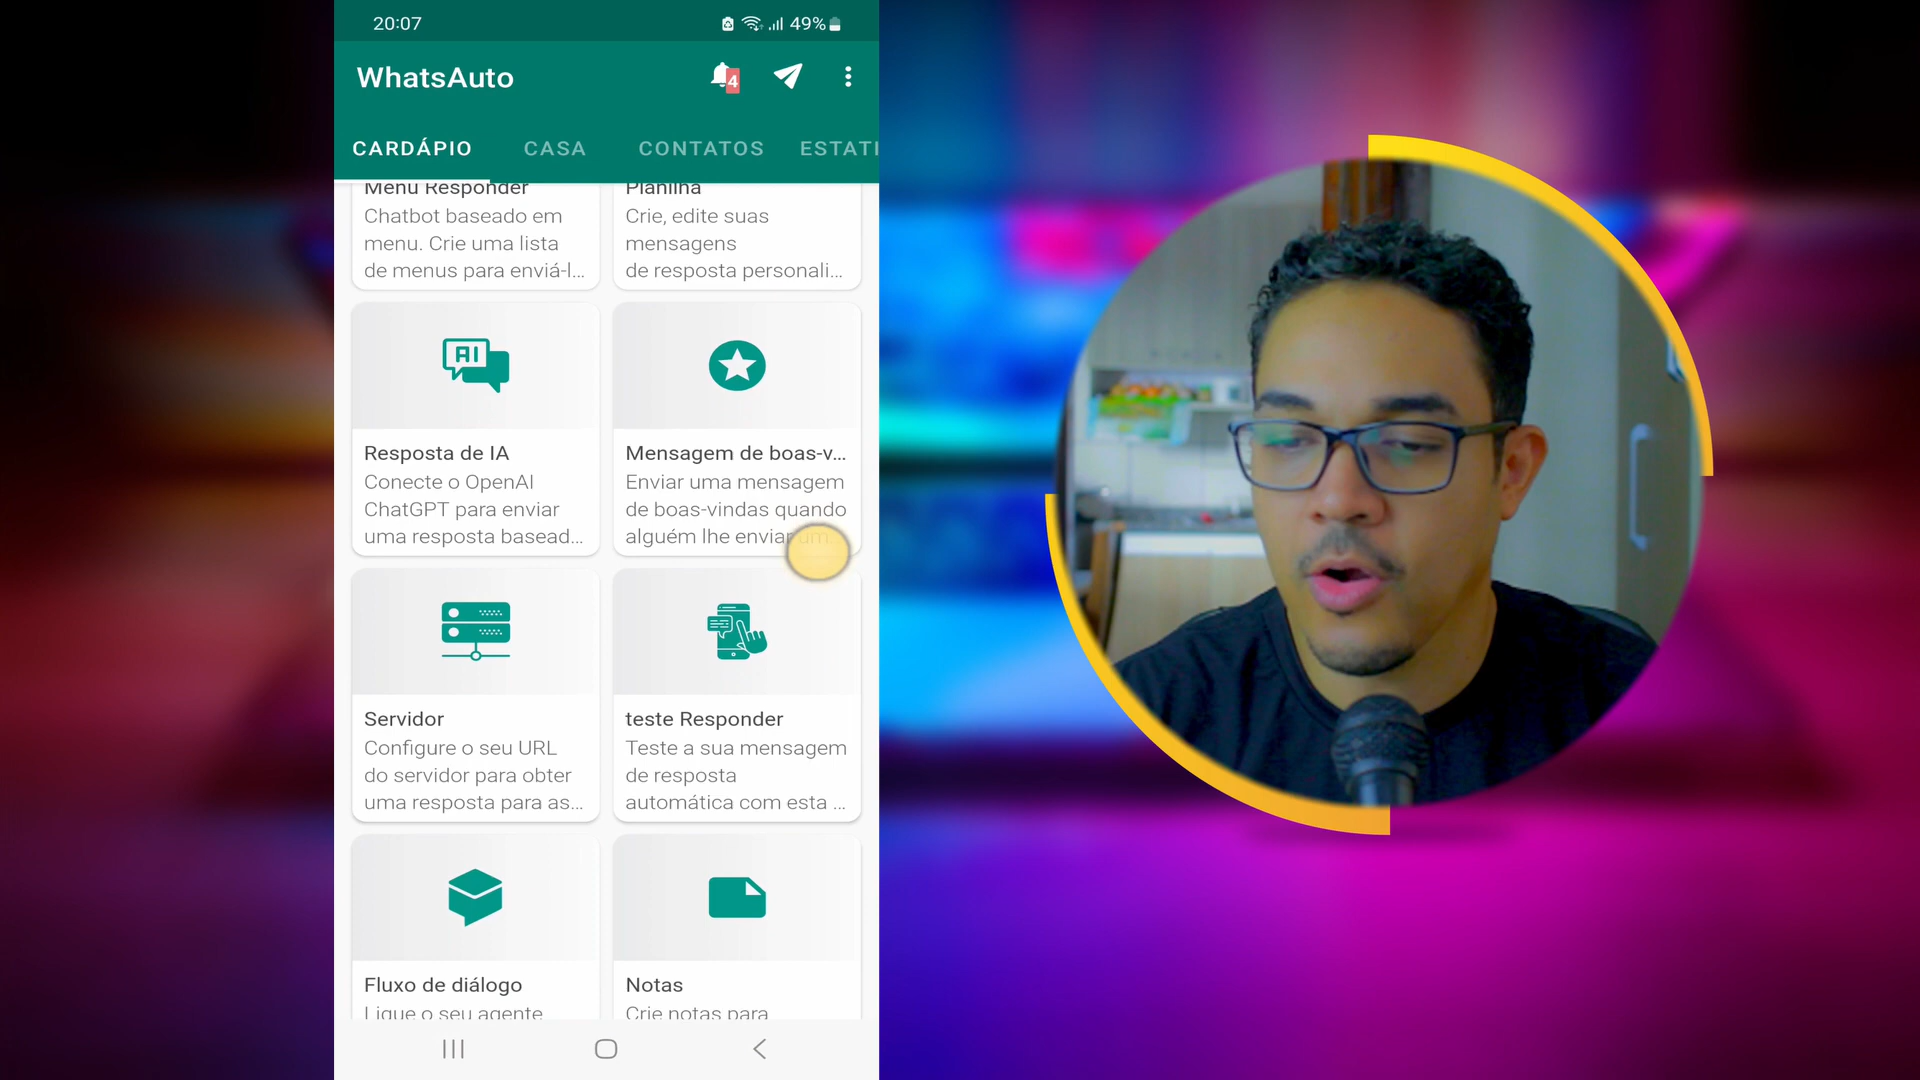 20:07
49%
WhatsAuto
4
CARDÁPIO
CASA
CONTATOS
ESTATI
Menu Responder
Chatbot baseado em
menu. Crie uma lista
de menus para enviá-l...
Planilha
Crie, edite suas
mensagens
de resposta personali...
AI
Resposta de IA
Conecte o OpenAI
ChatGPT para enviar
uma resposta basead...
Mensagem de boas-v...
Enviar uma mensagem
de boas-vindas quando
alguém lhe enviar um...
Servidor
Configure o seu URL
do servidor para obter
uma resposta para as...
teste Responder
Teste a sua mensagem
de resposta
automática com esta ...
Fluxo de diálogo
Ligue o seu agente
Notas
Crie notas para